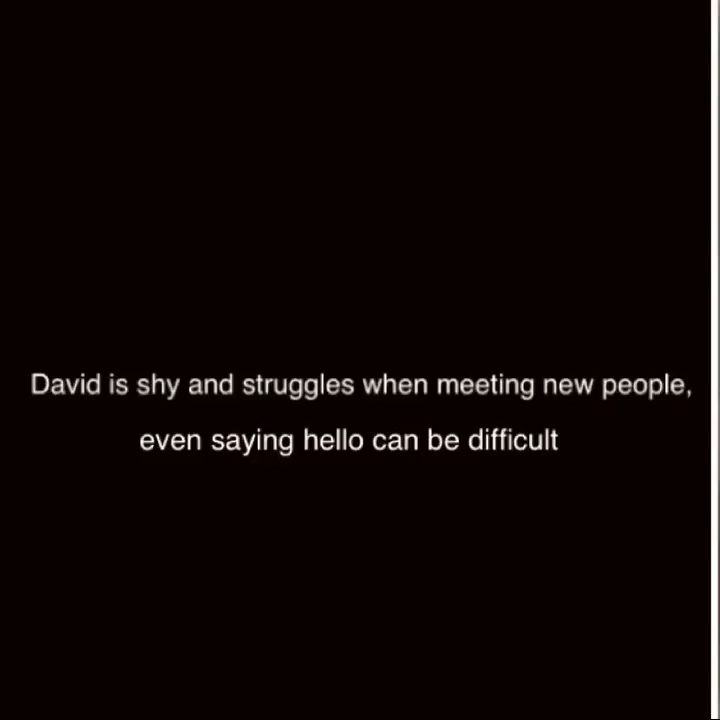 David is shy and struggles when meeting new people,
even saying hello can be difficult